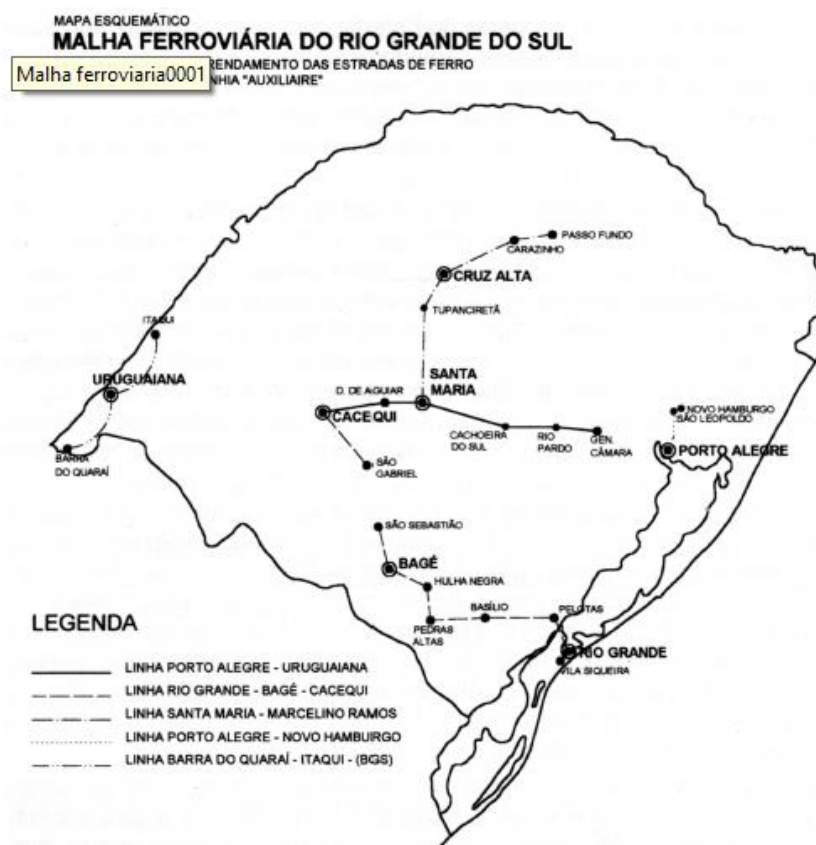 MAPA ESQUEMÁTICO
MALHA FERROVIÁRIA DO RIO GRANDE DO SUL
RENDAMENTO DAS ESTRADAS DE FERRO
Malha ferroviaria0001
NHIA "AUXILIAIRE"
PASSO FUNDO
CARAZINHO
CRUZ ALTA
TUPANCIRETÃ
ITAQUI
URUGUAIANA
SANTA
MARIA
D. DE AGUIAR
CACEQUI
NOVO HAMBURGO
SÃO LEOPOLDO
CACHOEIRA
DO SUL
RIO
PARDO
GEN.
CÂMARA
PORTO ALEGRE
BARRA
DO QUARAÍ
SÃO
GABRIEL
SÃO SEBASTIÃO
BAGÉ
HULHA NEGRA
PEDRAS
ALTAS
BASÍLIO
PELOTAS
RIO GRANDE
VILA SIQUEIRA
LEGENDA
LINHA PORTO ALEGRE - URUGUAIANA
LINHA RIO GRANDE - BAGÉ - CACEQUI
LINHA SANTA MARIA - MARCELINO RAMOS
LINHA PORTO ALEGRE - NOVO HAMBURGO
LINHA BARRA DO QUARAÍ - ITAQUI - (BGS)